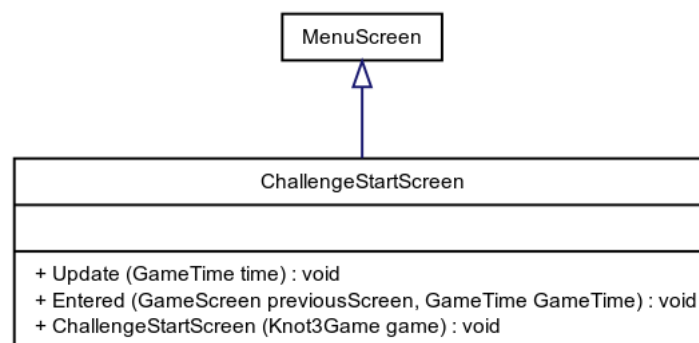 MenuScreen
ChallengeStartScreen
+ Update (GameTime time) : void
+ Entered (GameScreen previousScreen, GameTime GameTime) : void
+ ChallengeStartScreen (Knot3Game game) : void